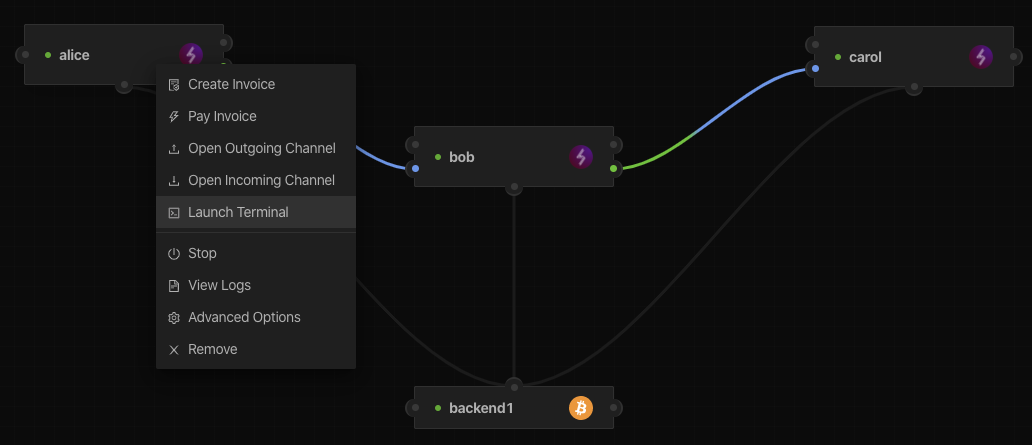 alice
carol
Create Invoice
Pay Invoice
Open Outgoing Channel
bob
Open Incoming Channel
Launch Terminal
Stop
View Logs
Advanced Options
Remove
backend1